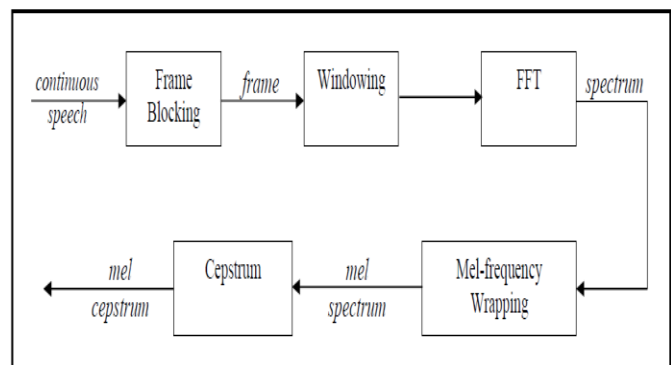 continuous
speech
Frame
Blocking
frame
Windowing
FFT
spectrum
mel
cepstrum
Cepstrum
mel
spectrum
Mel-frequency
Wrapping